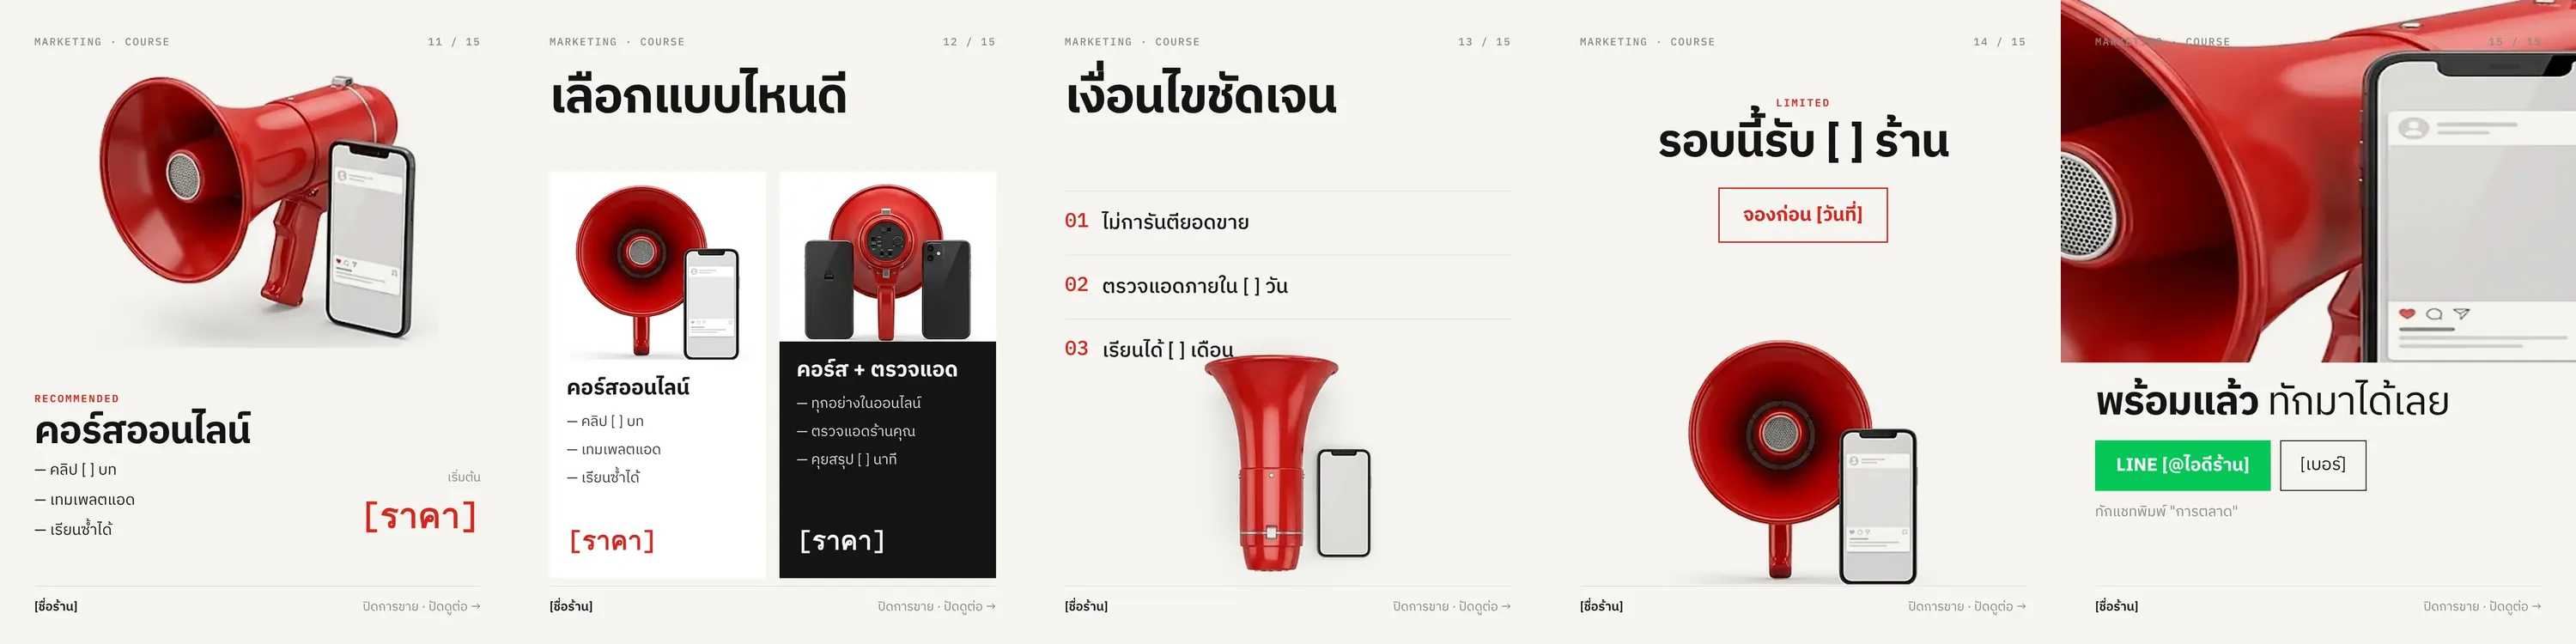 MARKETING · COURSE
11 / 15
RECOMMENDED
คอร์สออนไลน์
— คลิป [ ] บท
— เทมเพลตแอด
— เรียนซ้ำได้
เริ่มต้น
[ราคา]
[ชื่อร้าน]
ปิดการขาย · ปัดดูต่อ →
MARKETING · COURSE
12 / 15
เลือกแบบไหนดี
คอร์สออนไลน์
— คลิป [ ] บท
— เทมเพลตแอด
— เรียนซ้ำได้
[ราคา]
คอร์ส + ตรวจแอด
— ทุกอย่างในออนไลน์
— ตรวจแอดร้านคุณ
— คุยสรุป [ ] นาที
[ราคา]
[ชื่อร้าน]
ปิดการขาย · ปัดดูต่อ →
MARKETING · COURSE
13 / 15
เงื่อนไขชัดเจน
01 ไม่การันตียอดขาย
02 ตรวจแอดภายใน [ ] วัน
03 เรียนได้ [ ] เดือน
[ชื่อร้าน]
ปิดการขาย · ปัดดูต่อ →
MARKETING · COURSE
14 / 15
LIMITED
รอบนี้รับ [ ] ร้าน
จองก่อน [วันที่]
[ชื่อร้าน]
ปิดการขาย · ปัดดูต่อ →
MARKETING · COURSE
15 / 15
พร้อมแล้ว ทักมาได้เลย
LINE [@ไอดีร้าน]
[เบอร์]
ทักแชทพิมพ์ "การตลาด"
[ชื่อร้าน]
ปิดการขาย · ปัดดูต่อ →